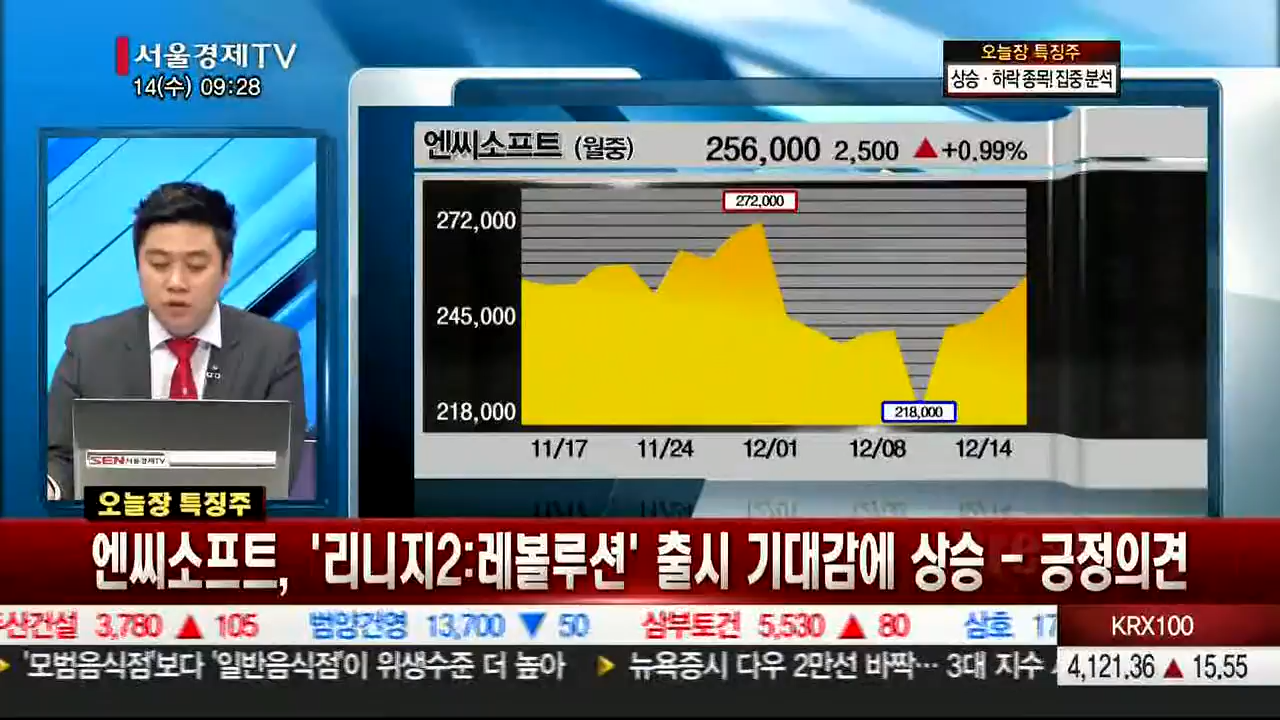 서울경제TV
14(수) 09:28
오늘장 특징주
상승·하락 종목! 집중 분석
엔씨소프트 (월중) 256,000 2,500 ▲+0.99%
272,000
272,000
245,000
218,000
218,000
11/17 11/24 12/01 12/08 12/14
SEN서울경제TV
오늘장 특징주
엔씨소프트, '리니지2:레볼루션' 출시 기대감에 상승 - 긍정의견
산건설 3,780 ▲ 105 범양건영 13,700 ▼ 50 삼부토건 5,530 ▲ 80 삼호 17
KRX100
'모범음식점'보다 '일반음식점'이 위생수준 더 높아 뉴욕증시 다우 2만선 바짝… 3대 지수
4,121.36 ▲ 15.55